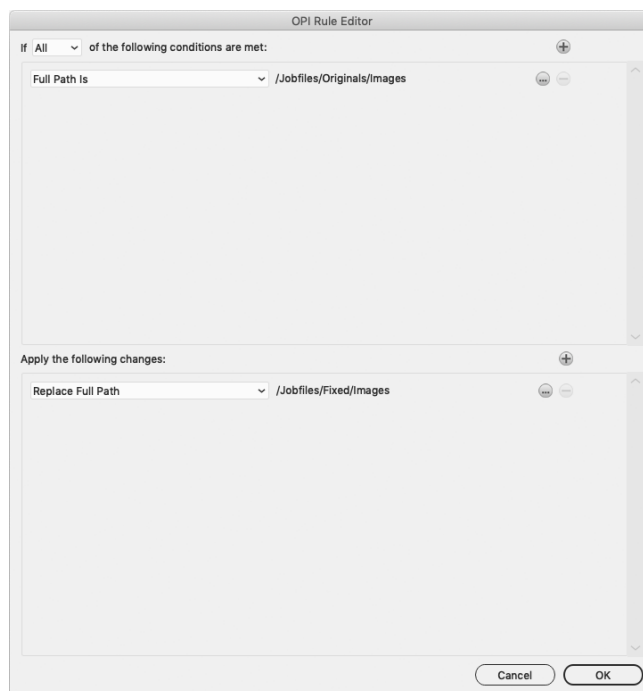 OPI Rule Editor
If All of the following conditions are met:
Full Path Is /Jobfiles/Originals/Images
Apply the following changes:
Replace Full Path /Jobfiles/Fixed/Images
Cancel OK